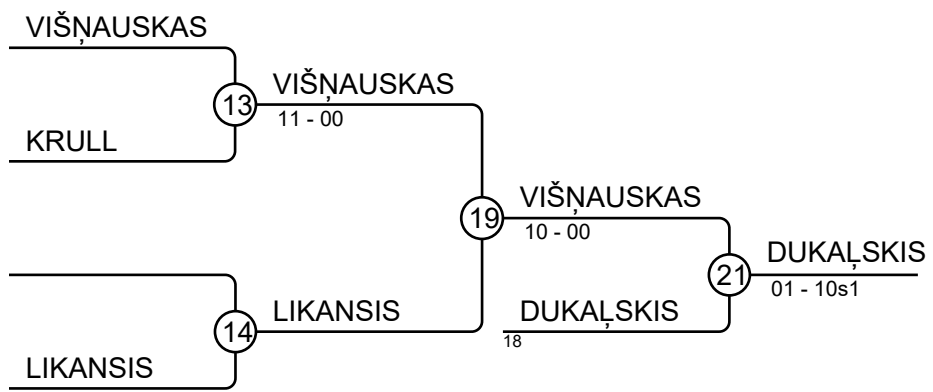 VIŠŅAUSKAS
13
VIŠŅAUSKAS
11 - 00
KRULL
19
VIŠŅAUSKAS
10 - 00
21
DUKAĻSKIS
01 - 10s1
DUKAĻSKIS
18
14
LIKANSIS
LIKANSIS